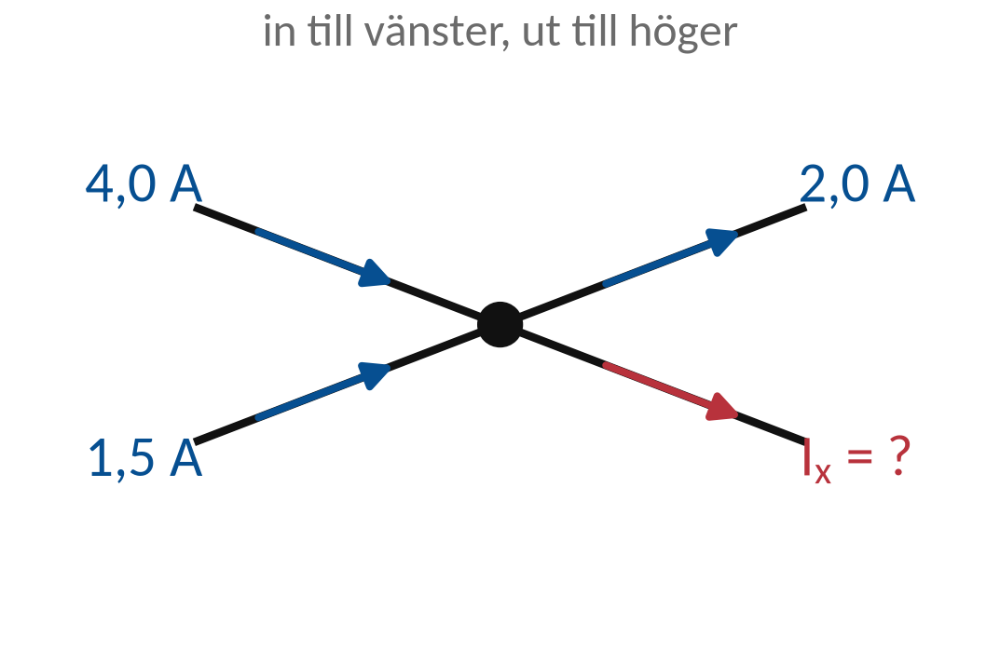 in till vänster, ut till höger
4,0 A
2,0 A
1,5 A
Iₓ = ?